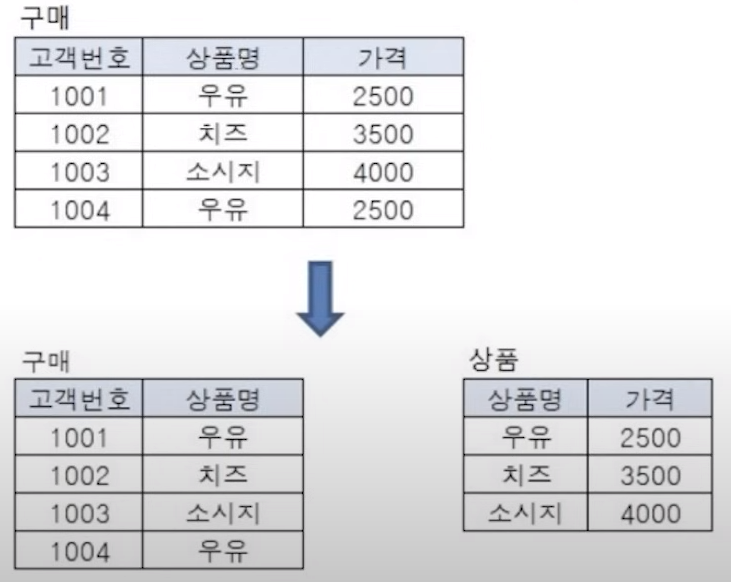 구매
고객번호 상품명 가격
1001 우유 2500
1002 치즈 3500
1003 소시지 4000
1004 우유 2500
구매
고객번호 상품명
1001 우유
1002 치즈
1003 소시지
1004 우유
상품
상품명 가격
우유 2500
치즈 3500
소시지 4000